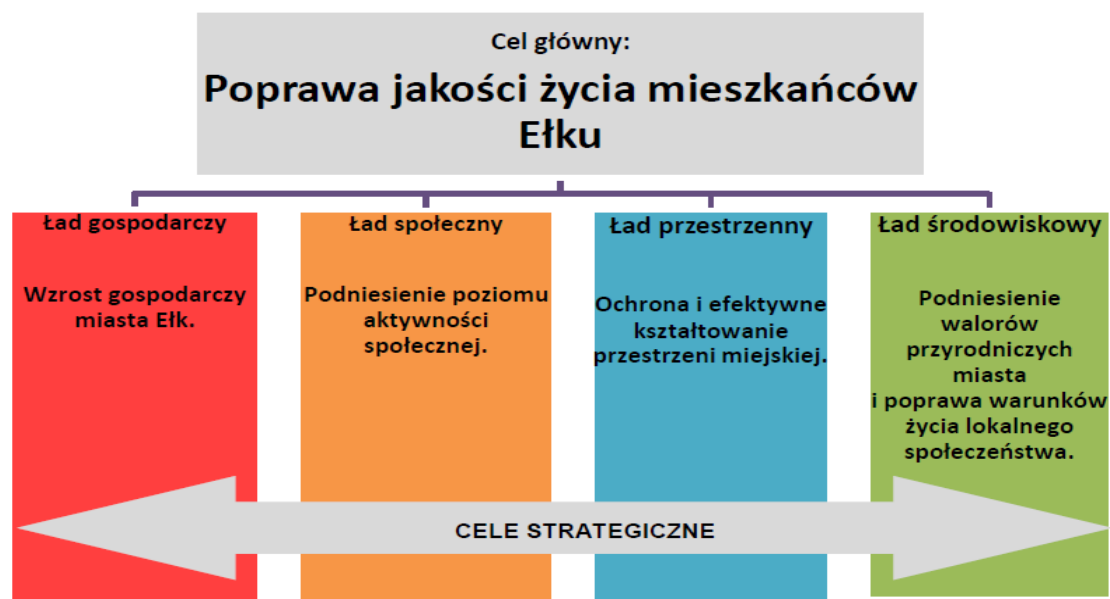 Cel główny:
Poprawa jakości życia mieszkańców
Ełku
Ład gospodarczy
Wzrost gospodarczy
miasta Ełk.
Ład społeczny
Podniesienie poziomu
aktywności
społecznej.
Ład przestrzenny
Ochrona i efektywne
kształtowanie
przestrzeni miejskiej.
Ład środowiskowy
Podniesienie
walorów
przyrodniczych
miasta
i poprawa warunków
życia lokalnego
społeczeństwa.
CELE STRATEGICZNE